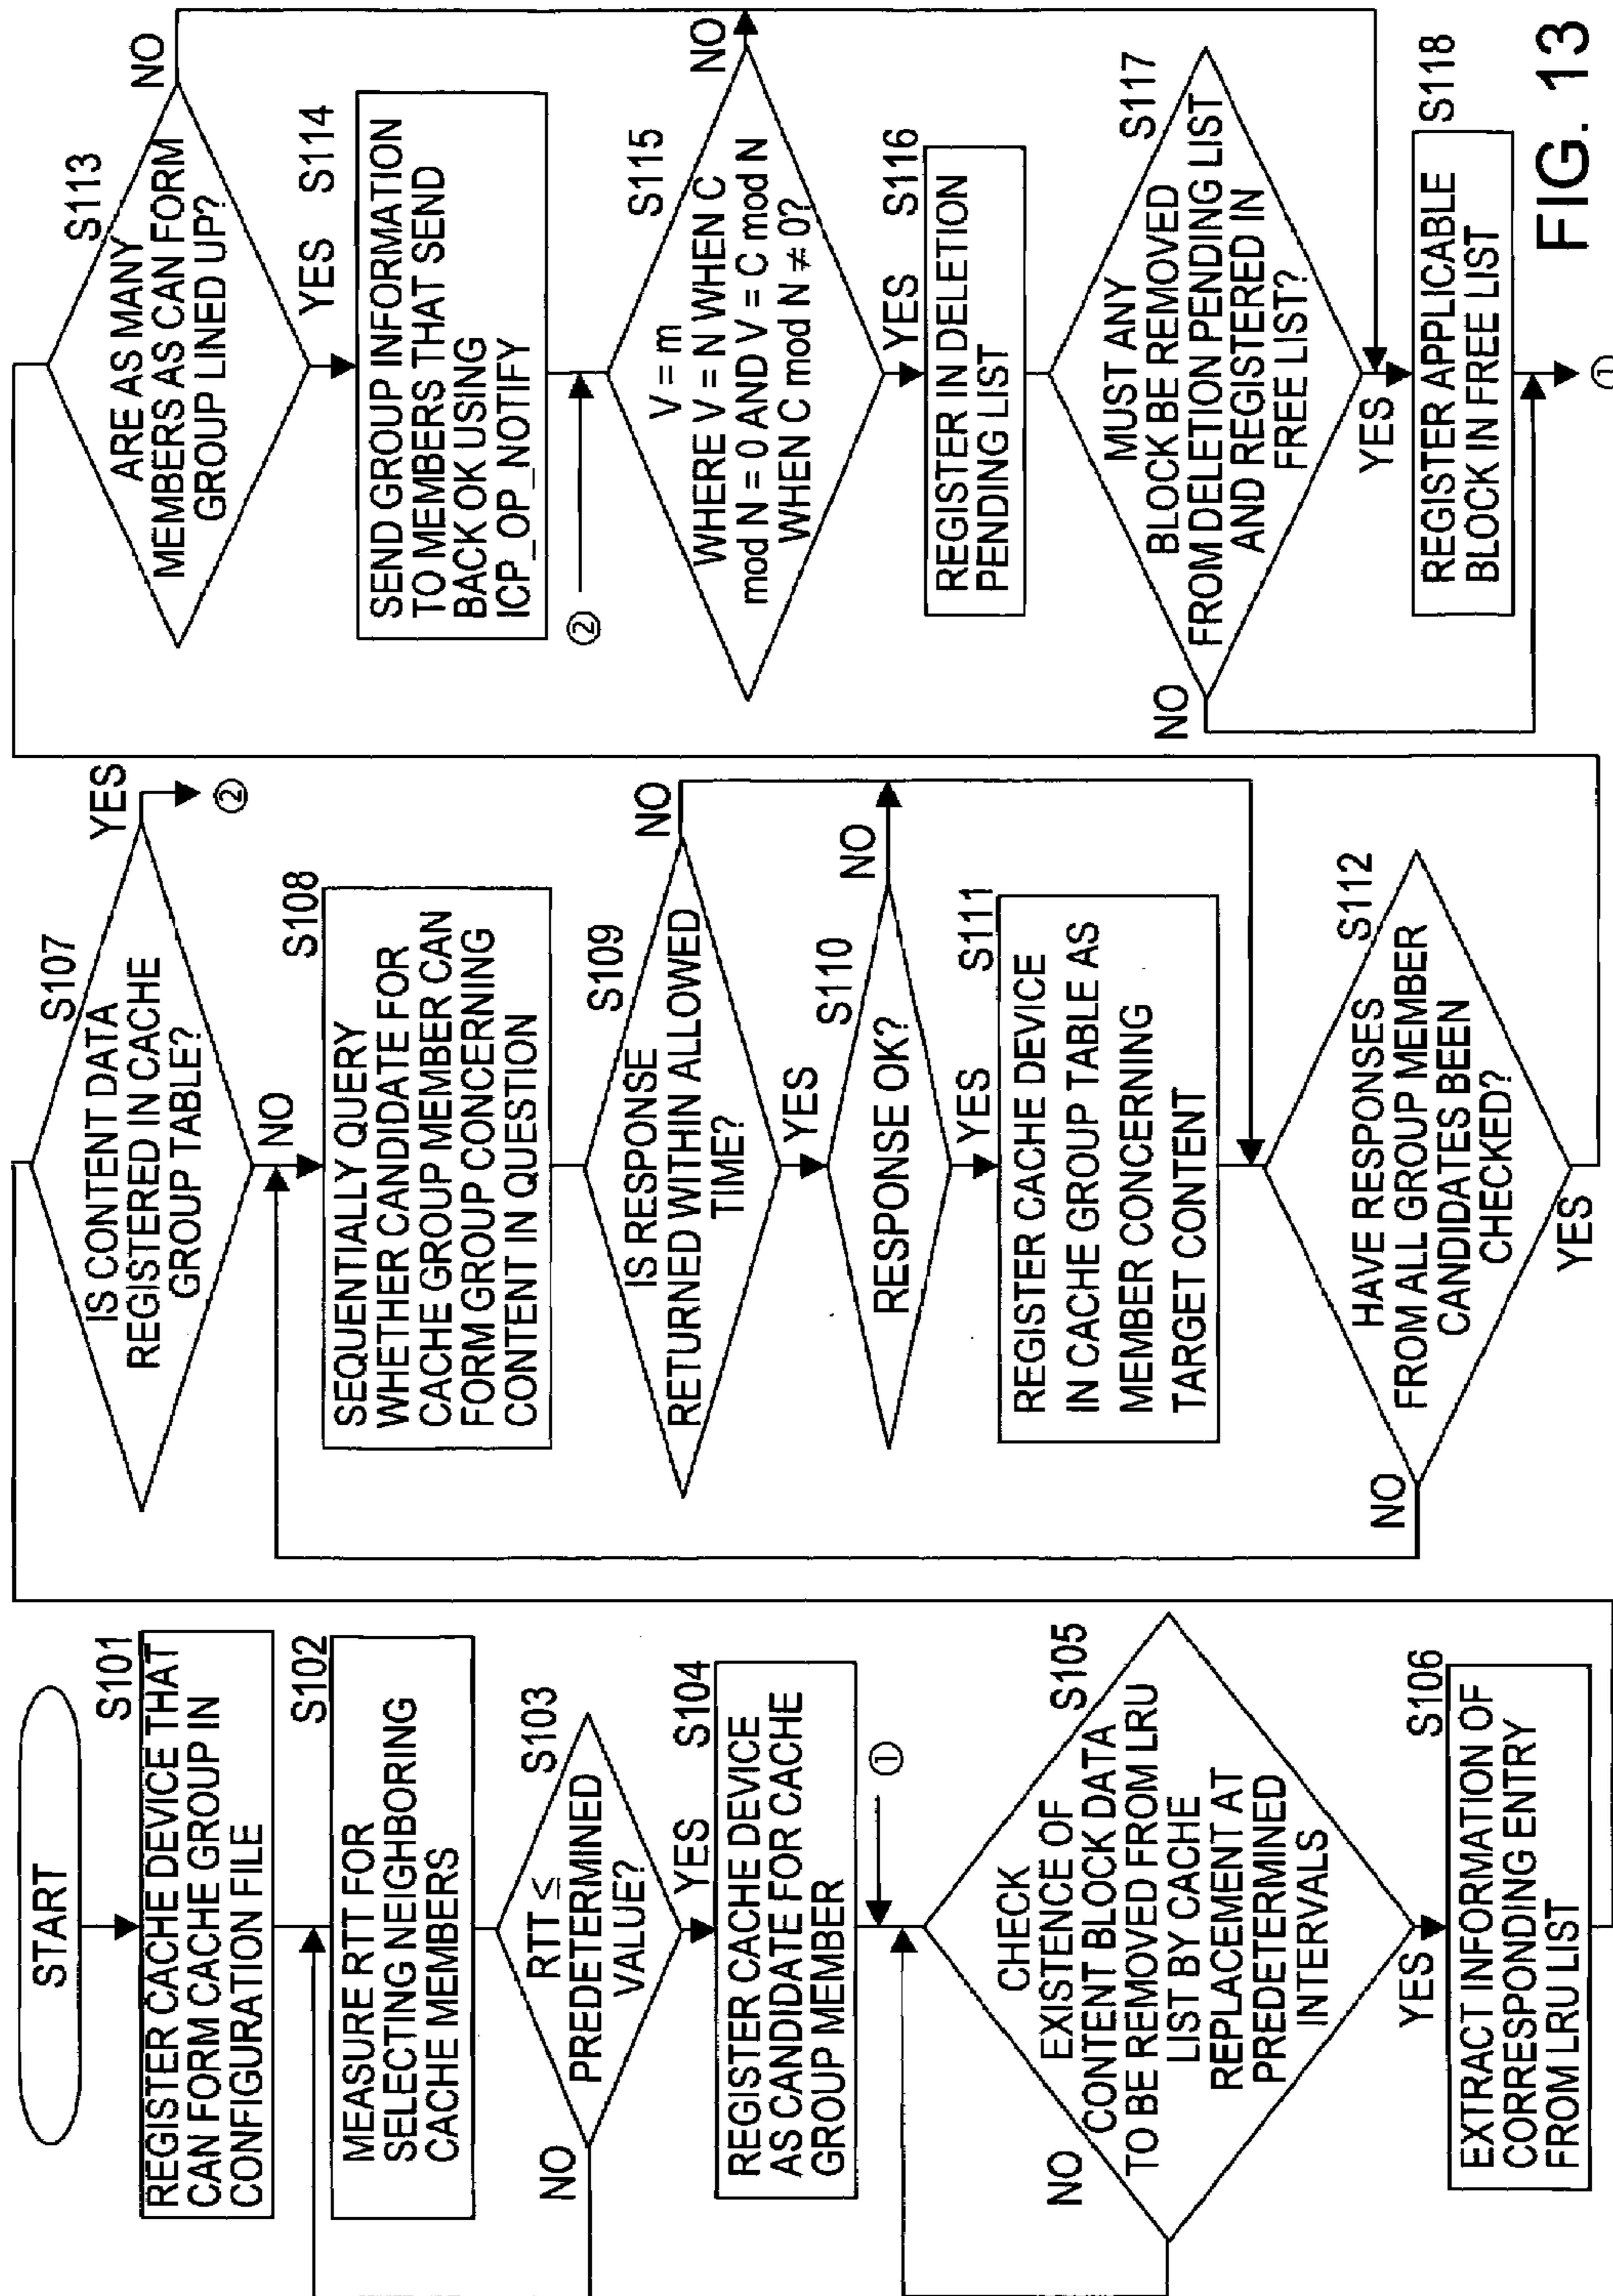 START
S101
REGISTER CACHE DEVICE THAT
CAN FORM CACHE GROUP IN
CONFIGURATION FILE
S102
MEASURE RTT FOR
SELECTING NEIGHBORING
CACHE MEMBERS
S103
RTT ≤
PREDETERMINED
VALUE?
NO
YES
S104
REGISTER CACHE DEVICE
AS CANDIDATE FOR CACHE
GROUP MEMBER
①
S105
CHECK
EXISTENCE OF
CONTENT BLOCK DATA
TO BE REMOVED FROM LRU
LIST BY CACHE
REPLACEMENT AT
PREDETERMINED
INTERVALS
NO
YES
S106
EXTRACT INFORMATION OF
CORRESPONDING ENTRY
FROM LRU LIST
S107
IS CONTENT DATA
REGISTERED IN CACHE
GROUP TABLE?
YES
②
NO
S108
SEQUENTIALLY QUERY
WHETHER CANDIDATE FOR
CACHE GROUP MEMBER CAN
FORM GROUP CONCERNING
CONTENT IN QUESTION
S109
IS RESPONSE
RETURNED WITHIN ALLOWED
TIME?
NO
YES
S110
RESPONSE OK?
NO
YES
S111
REGISTER CACHE DEVICE
IN CACHE GROUP TABLE AS
MEMBER CONCERNING
TARGET CONTENT
S112
HAVE RESPONSES
FROM ALL GROUP MEMBER
CANDIDATES BEEN
CHECKED?
NO
YES
S113
ARE AS MANY
MEMBERS AS CAN FORM
GROUP LINED UP?
NO
YES
S114
SEND GROUP INFORMATION
TO MEMBERS THAT SEND
BACK OK USING
ICP_OP_NOTIFY
②
S115
V = m
WHERE V = N WHEN C
mod N = 0 AND V = C mod N
WHEN C mod N ≠ 0?
NO
YES
S116
REGISTER IN DELETION
PENDING LIST
S117
MUST ANY
BLOCK BE REMOVED
FROM DELETION PENDING LIST
AND REGISTERED IN
FREE LIST?
NO
YES
S118
REGISTER APPLICABLE
BLOCK IN FREE LIST
①
FIG. 13